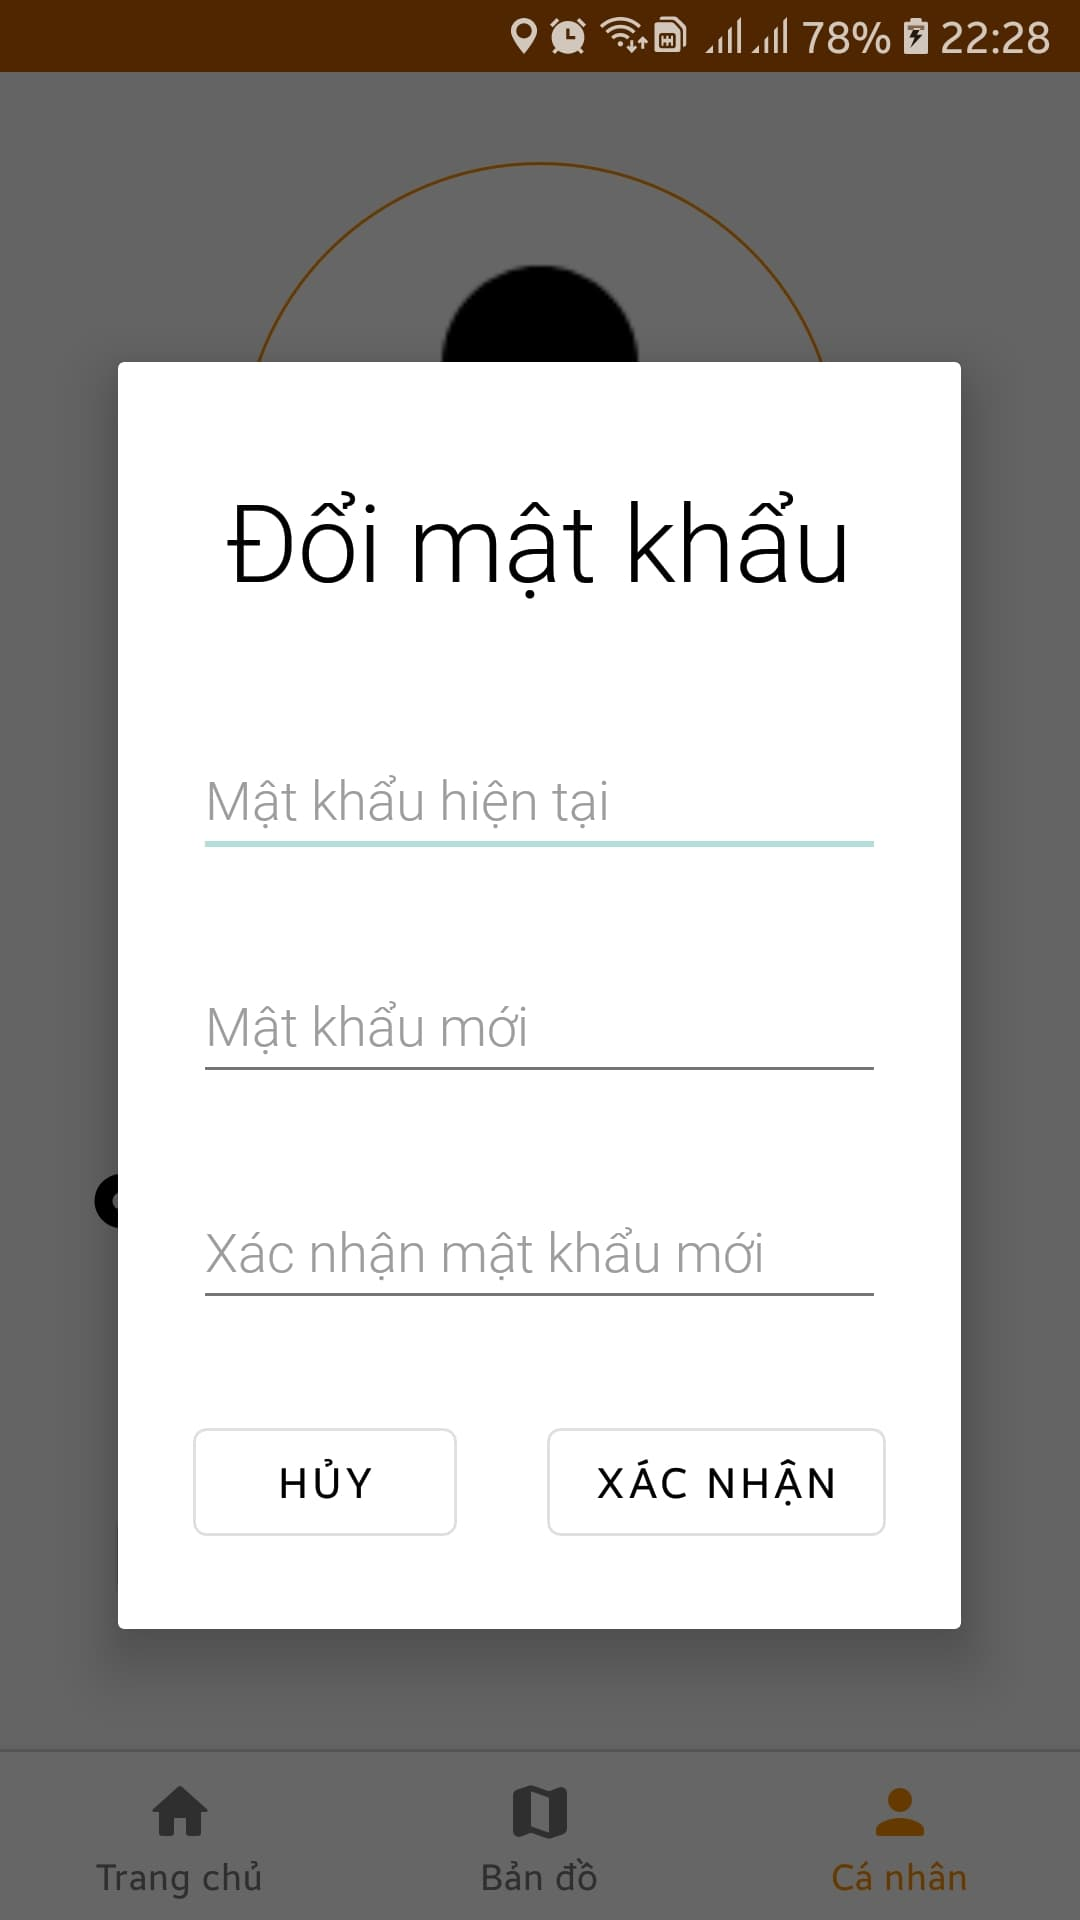 78% 22:28
Đổi mật khẩu
Mật khẩu hiện tại
Mật khẩu mới
Xác nhận mật khẩu mới
HỦY XÁC NHẬN
Trang chủ Bản đồ Cá nhân